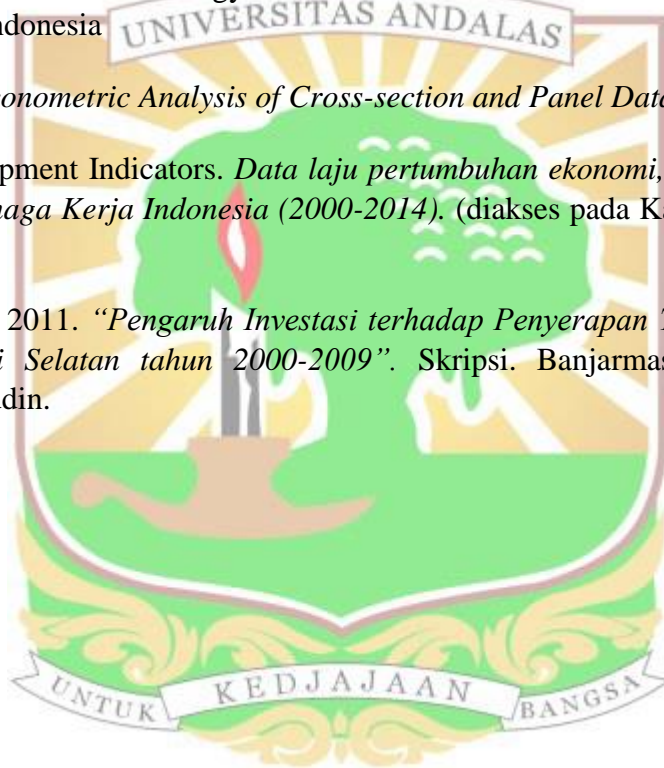 ndonesia
UNIVERSITAS ANDALAS
onometric Analysis of Cross-section and Panel Data
pment Indicators. Data laju pertumbuhan ekonomi,
naga Kerja Indonesia (2000-2014). (diakses pada Ka
2011. “Pengaruh Investasi terhadap Penyerapan T
i Selatan tahun 2000-2009”. Skripsi. Banjarmas
din.
UNTUK KEDJAJAAN BANGSA